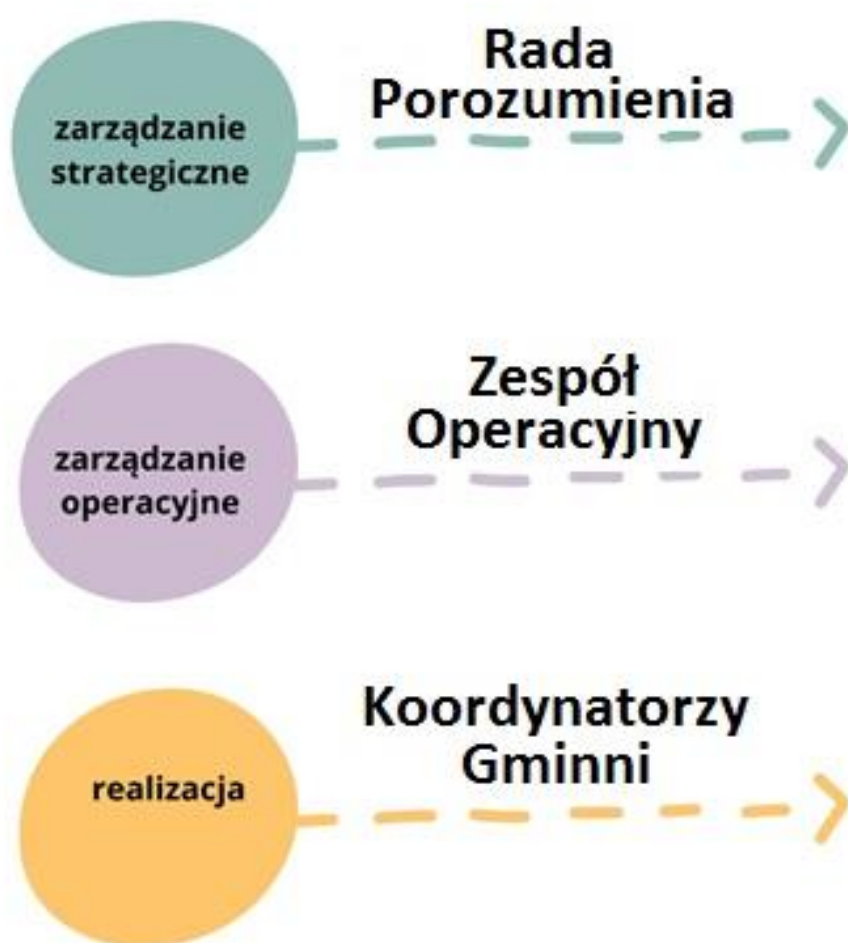 zarządzanie
strategiczne
Rada
Porozumienia
zarządzanie
operacyjne
Zespół
Operacyjny
realizacja
Koordynatorzy
Gminni